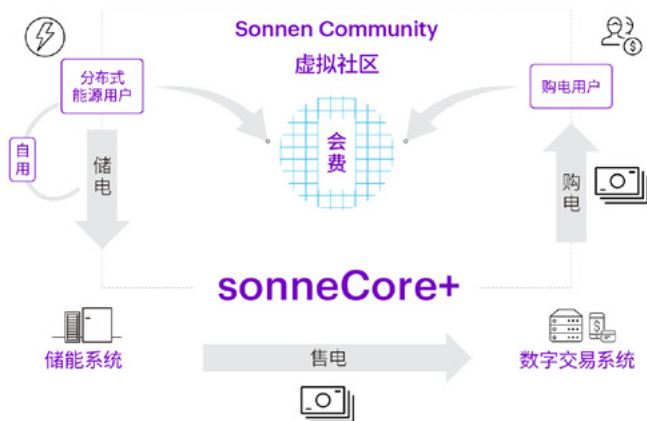 Sonnen Community
虚拟社区
分布式
能源用户
购电用户
会
费
自
用
储
电
购
电
$
sonneCore+
储能系统
售电
数字交易系统
$